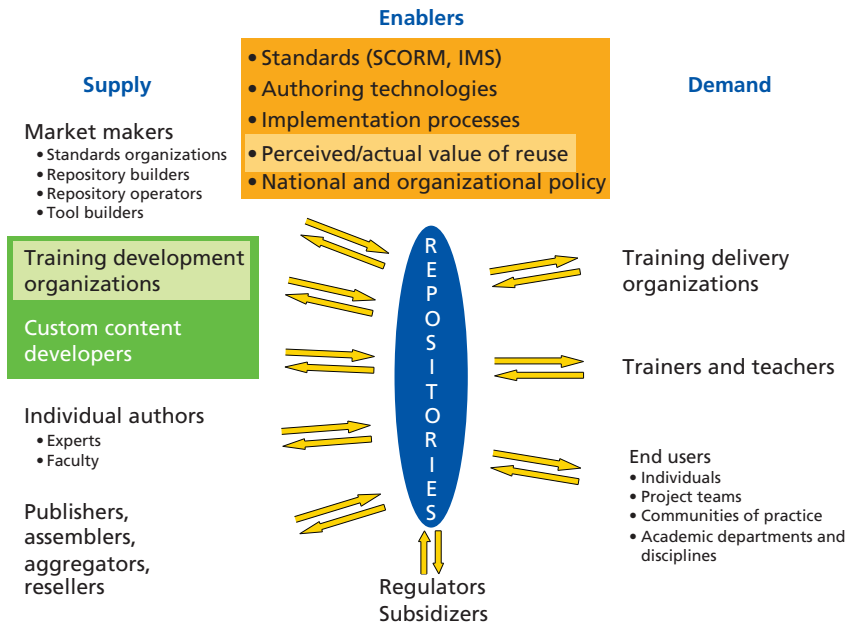 Enablers
• Standards (SCORM, IMS)
• Authoring technologies
• Implementation processes
• Perceived/actual value of reuse
• National and organizational policy
Supply
Market makers
• Standards organizations
• Repository builders
• Repository operators
• Tool builders
Training development
organizations
Custom content
developers
Individual authors
• Experts
• Faculty
Publishers,
assemblers,
aggregators,
resellers
REPOSITORIES
Regulators
Subsidizers
Demand
Training delivery
organizations
Trainers and teachers
End users
• Individuals
• Project teams
• Communities of practice
• Academic departments and
disciplines